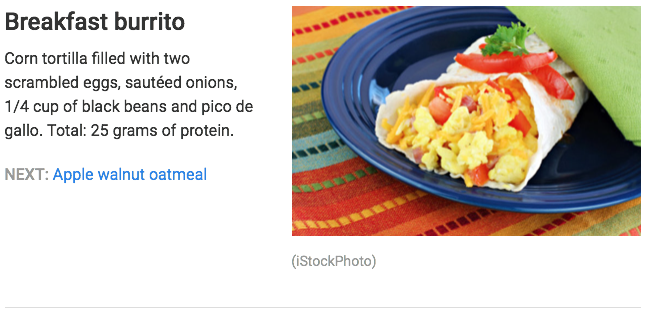 Breakfast burrito
Corn tortilla filled with two
scrambled eggs, sautéed onions,
1/4 cup of black beans and pico de
gallo. Total: 25 grams of protein.
NEXT: Apple walnut oatmeal
(iStockPhoto)